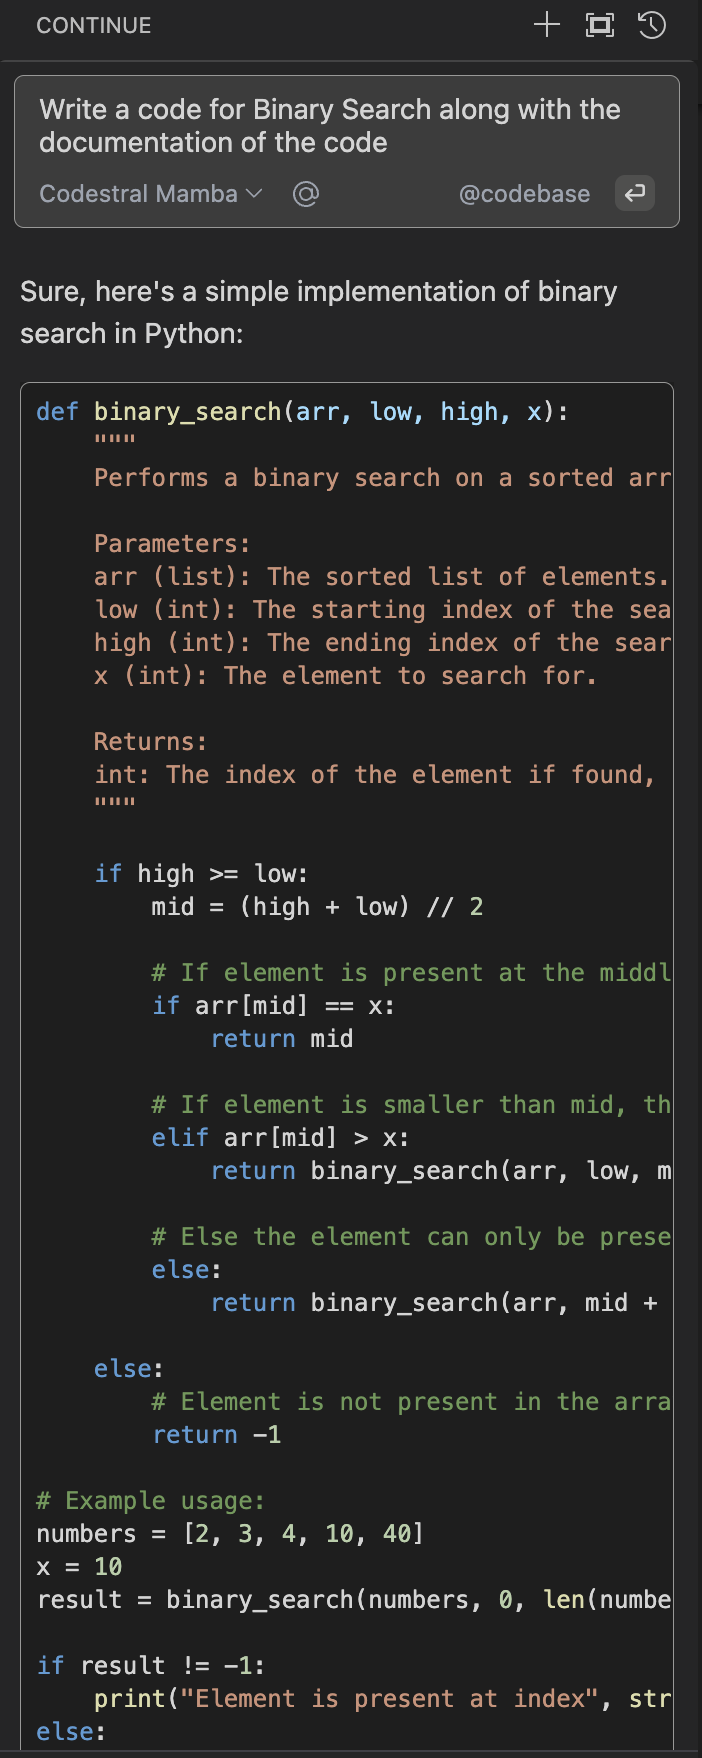 CONTINUE
Write a code for Binary Search along with the
documentation of the code
Codestral Mamba @ @codebase
Sure, here's a simple implementation of binary
search in Python:
def binary_search(arr, low, high, x):
    """
    Performs a binary search on a sorted arr

    Parameters:
    arr (list): The sorted list of elements.
    low (int): The starting index of the sea
    high (int): The ending index of the sear
    x (int): The element to search for.

    Returns:
    int: The index of the element if found,
    """

    if high >= low:
        mid = (high + low) // 2

        # If element is present at the middl
        if arr[mid] == x:
            return mid

        # If element is smaller than mid, th
        elif arr[mid] > x:
            return binary_search(arr, low, m

        # Else the element can only be prese
        else:
            return binary_search(arr, mid +

    else:
        # Element is not present in the arra
        return -1

# Example usage:
numbers = [2, 3, 4, 10, 40]
x = 10
result = binary_search(numbers, 0, len(numbe

if result != -1:
    print("Element is present at index", str
else: